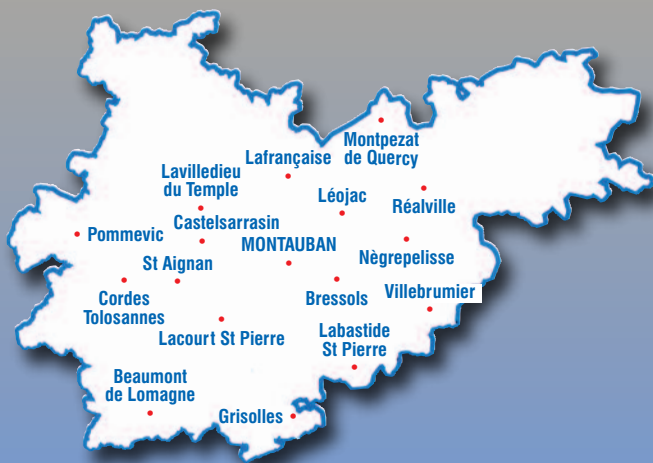 Montpezat
de Quercy
Lafrançaise
Lavilledieu
du Temple
Léojac
Réalville
Castelsarrasin
Pommevic
MONTAUBAN
Nègrepelisse
St Aignan
Cordes
Tolosannes
Bressols
Villebrumier
Lacourt St Pierre
Labastide
St Pierre
Beaumont
de Lomagne
Grisolles